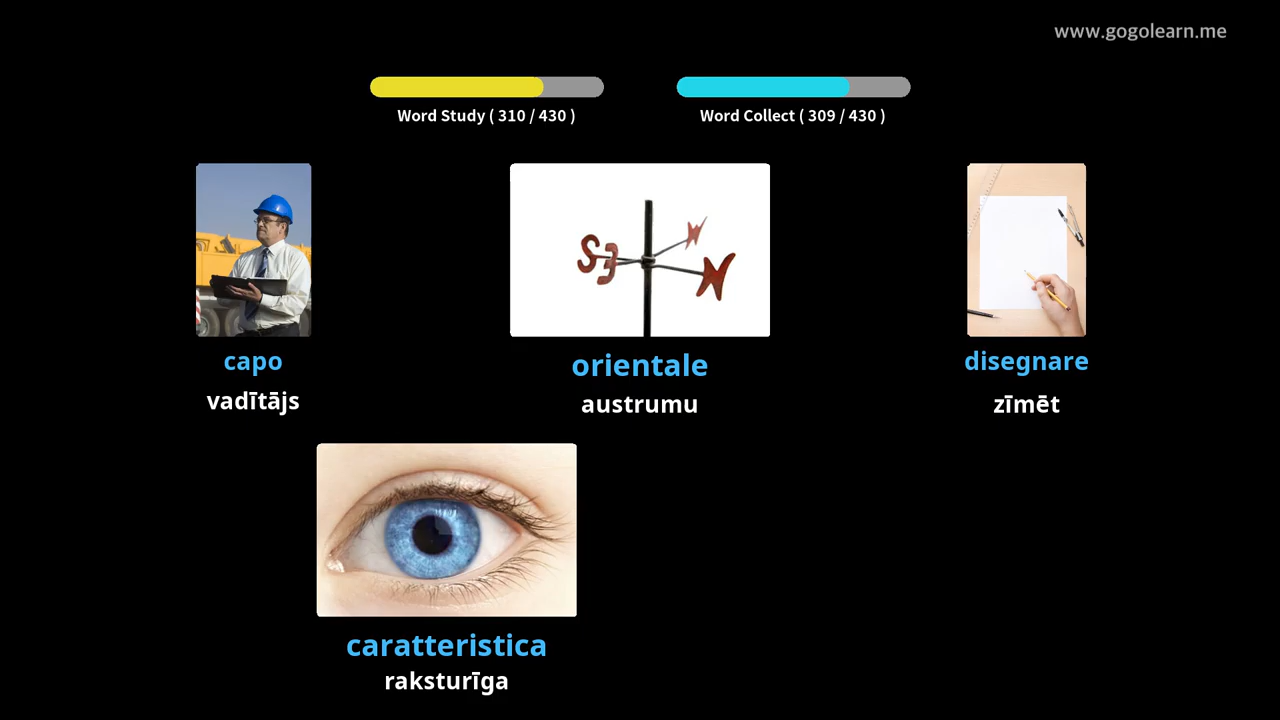 www.gogolearn.me
Word Study ( 310 / 430 )
Word Collect ( 309 / 430 )
S E N W
capo
vadītājs
orientale
austrumu
disegnare
zīmēt
caratteristica
raksturīga